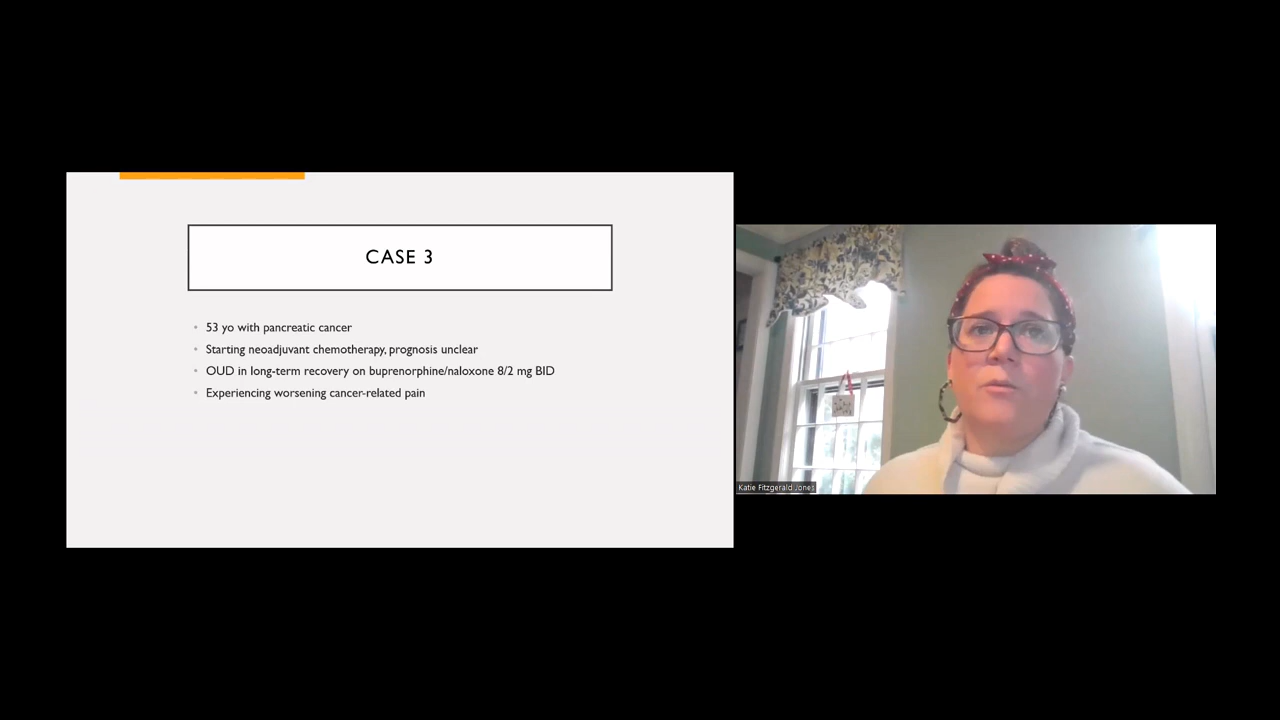 CASE 3
• 53 yo with pancreatic cancer
• Starting neoadjuvant chemotherapy, prognosis unclear
• OUD in long-term recovery on buprenorphine/naloxone 8/2 mg BID
• Experiencing worsening cancer-related pain
Katie Fitzgerald Jones